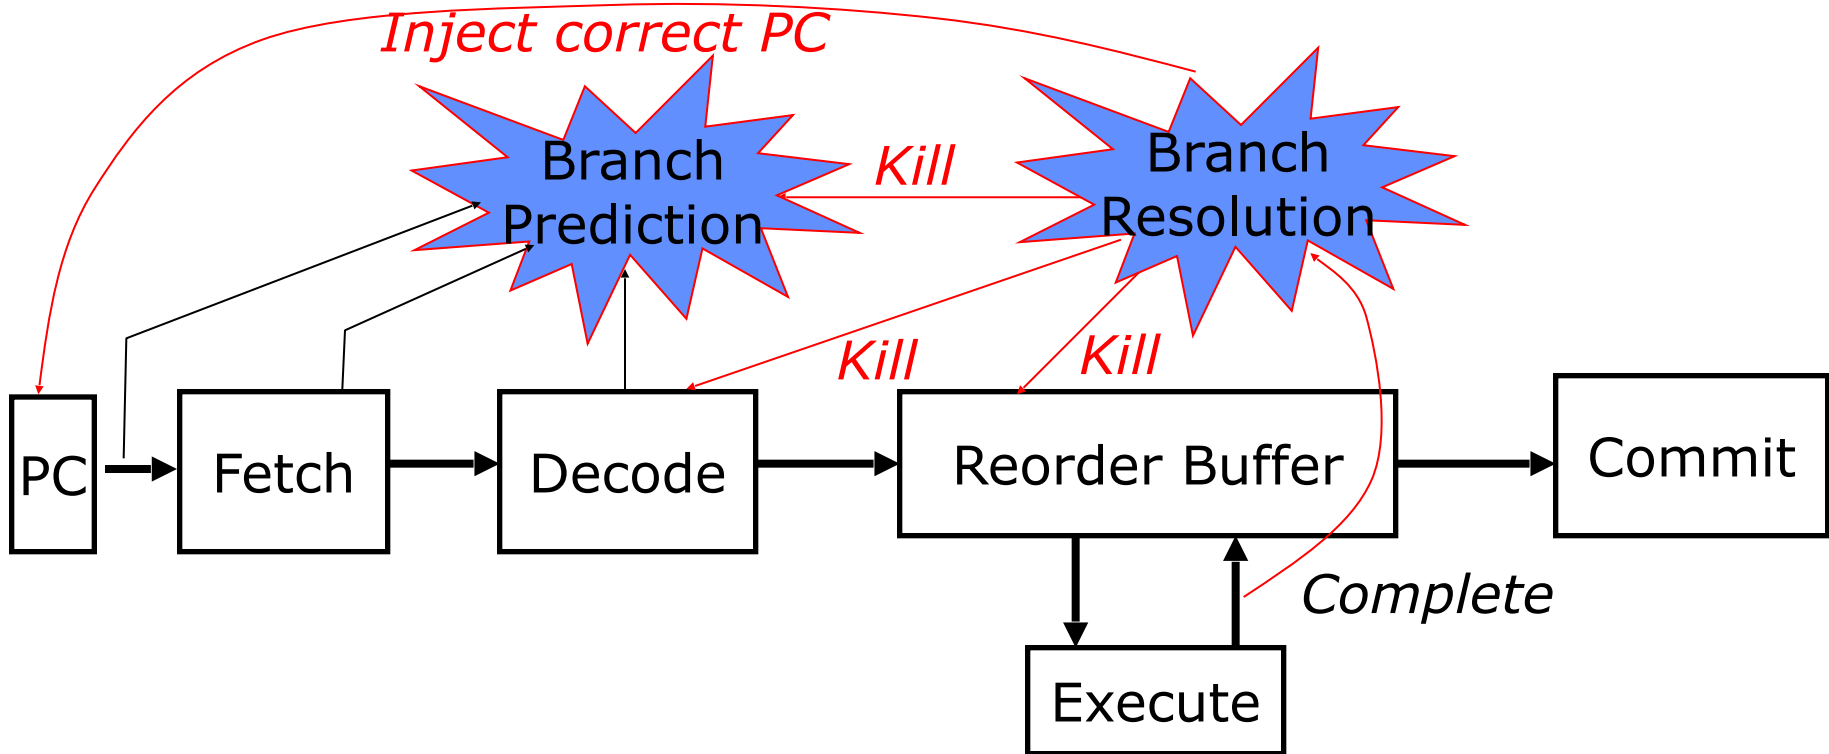 Inject correct PC
Branch
Prediction
Kill
Branch
Resolution
Kill
Kill
PC
Fetch
Decode
Reorder Buffer
Commit
Complete
Execute